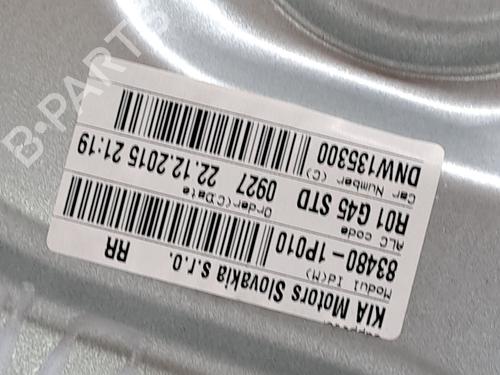 KIA Motors Slovakia s.r.o.
Modul Id(M)
83480-1P010 RR
ALC code Order(C)Date
R01 G45 STD 0927 22.12.2015 21:19
Car Number (C)
DNW135300
B-PARTS